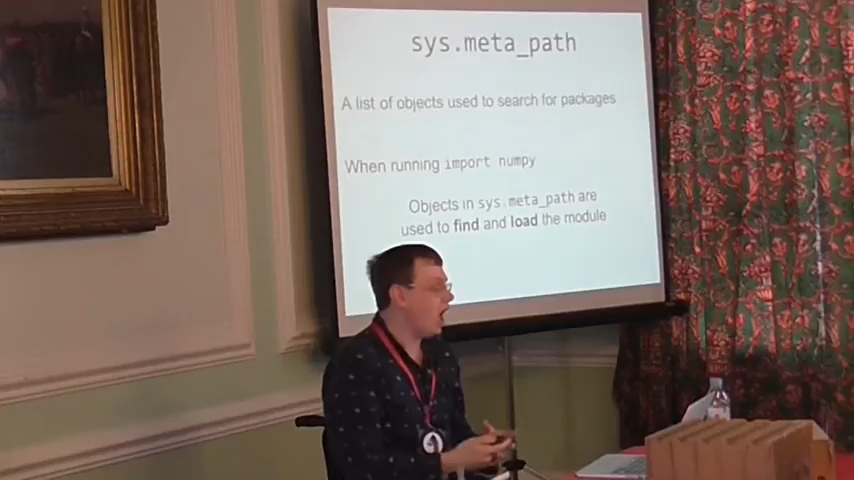 sys.meta_path
A list of objects used to search for packages
When running import numpy
Objects in sys.meta_path are
used to find and load the module